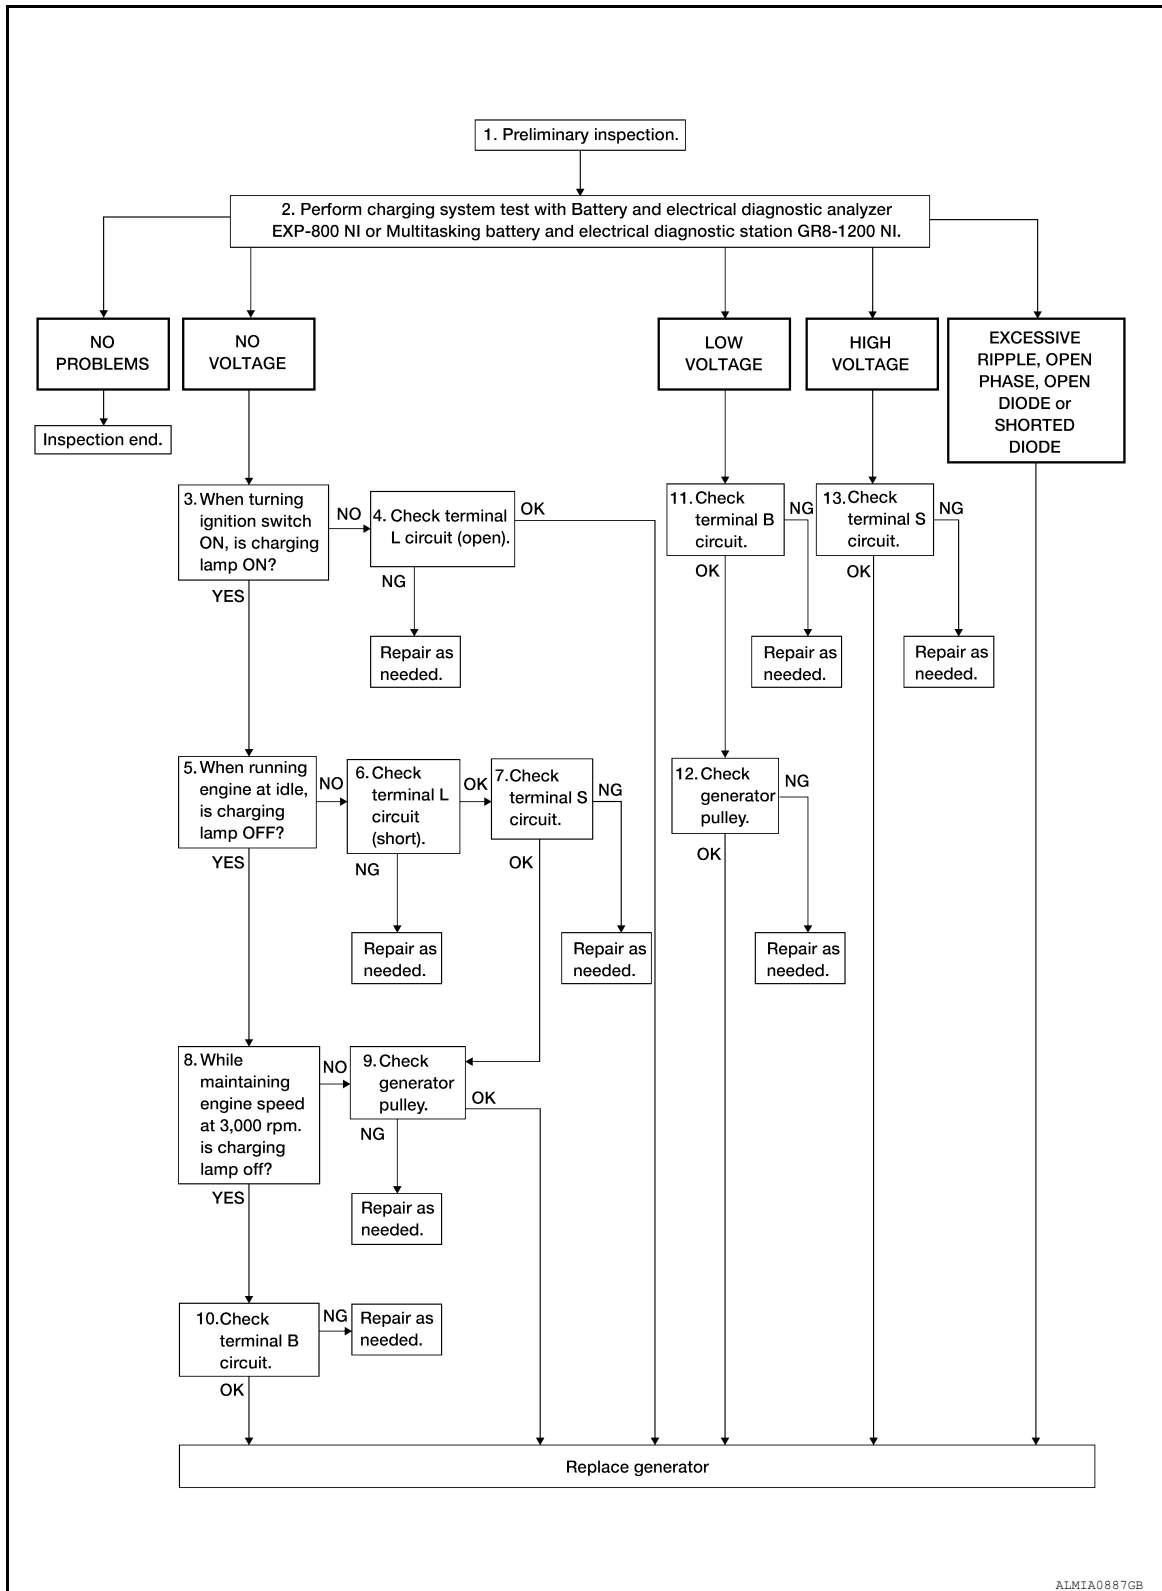 1. Preliminary inspection.
2. Perform charging system test with Battery and electrical diagnostic analyzer
EXP-800 NI or Multitasking battery and electrical diagnostic station GR8-1200 NI.
NO
PROBLEMS
NO
VOLTAGE
LOW
VOLTAGE
HIGH
VOLTAGE
EXCESSIVE
RIPPLE, OPEN
PHASE, OPEN
DIODE or
SHORTED
DIODE
Inspection end.
3. When turning
ignition switch
ON, is charging
lamp ON?
NO
YES
4. Check terminal
L circuit (open).
OK
NG
Repair as
needed.
11. Check
terminal B
circuit.
NG
OK
Repair as
needed.
13. Check
terminal S
circuit.
NG
OK
Repair as
needed.
5. When running
engine at idle,
is charging
lamp OFF?
NO
YES
6. Check
terminal L
circuit
(short).
OK
NG
Repair as
needed.
7. Check
terminal S
circuit.
NG
OK
Repair as
needed.
12. Check
generator
pulley.
NG
OK
Repair as
needed.
8. While
maintaining
engine speed
at 3,000 rpm.
is charging
lamp off?
NO
YES
9. Check
generator
pulley.
OK
NG
Repair as
needed.
10. Check
terminal B
circuit.
NG
OK
Repair as
needed.
Replace generator
ALMIA0887GB